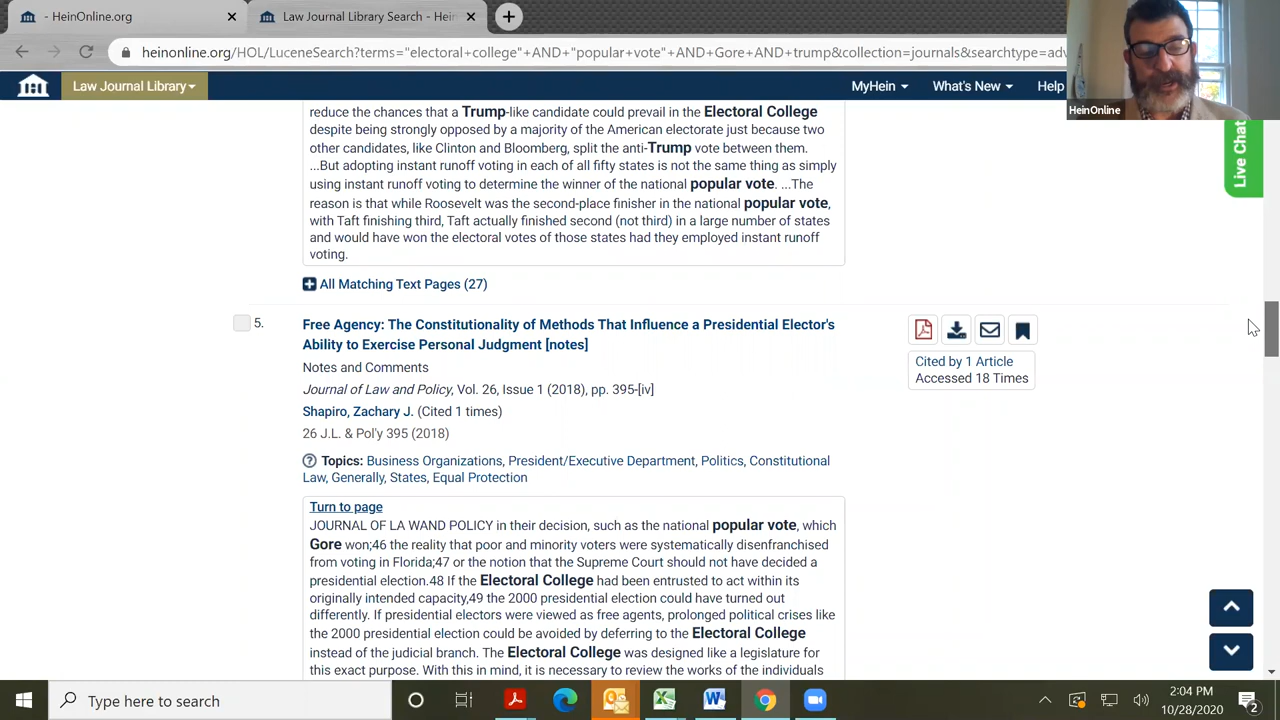 - HeinOnline.org
Law Journal Library Search - Hein
heinonline.org/HOL/LuceneSearch?terms="electoral+college"+AND+"popular+vote"+AND+Gore+AND+trump&collection=journals&searchtype=adv
Law Journal Library
MyHein
What's New
Help
HeinOnline
Live Chat
reduce the chances that a Trump-like candidate could prevail in the Electoral College
despite being strongly opposed by a majority of the American electorate just because two
other candidates, like Clinton and Bloomberg, split the anti-Trump vote between them.
...But adopting instant runoff voting in each of all fifty states is not the same thing as simply
using instant runoff voting to determine the winner of the national popular vote. ...The
reason is that while Roosevelt was the second-place finisher in the national popular vote,
with Taft finishing third, Taft actually finished second (not third) in a large number of states
and would have won the electoral votes of those states had they employed instant runoff
voting.
All Matching Text Pages (27)
5.
Free Agency: The Constitutionality of Methods That Influence a Presidential Elector's
Ability to Exercise Personal Judgment [notes]
Notes and Comments
Journal of Law and Policy, Vol. 26, Issue 1 (2018), pp. 395-[iv]
Shapiro, Zachary J. (Cited 1 times)
26 J.L. & Pol'y 395 (2018)
Cited by 1 Article
Accessed 18 Times
Topics: Business Organizations, President/Executive Department, Politics, Constitutional
Law, Generally, States, Equal Protection
Turn to page
JOURNAL OF LA WAND POLICY in their decision, such as the national popular vote, which
Gore won;46 the reality that poor and minority voters were systematically disenfranchised
from voting in Florida;47 or the notion that the Supreme Court should not have decided a
presidential election.48 If the Electoral College had been entrusted to act within its
originally intended capacity,49 the 2000 presidential election could have turned out
differently. If presidential electors were viewed as free agents, prolonged political crises like
the 2000 presidential election could be avoided by deferring to the Electoral College
instead of the judicial branch. The Electoral College was designed like a legislature for
this exact purpose. With this in mind, it is necessary to review the works of the individuals
Type here to search
2:04 PM
10/28/2020
2